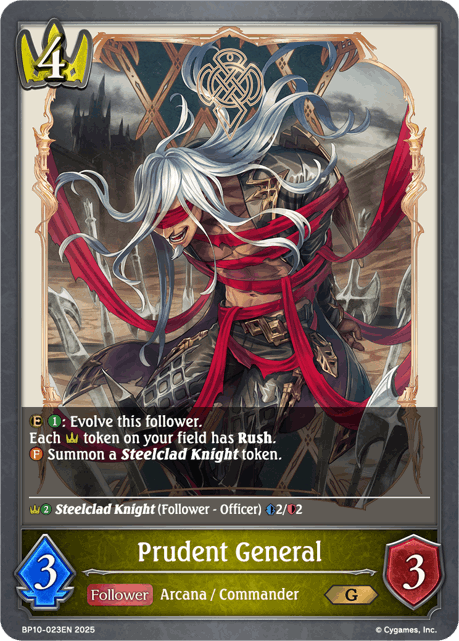 4
E 1: Evolve this follower.
Each token on your field has Rush.
F Summon a Steelclad Knight token.
2 Steelclad Knight (Follower - Officer) 2/2
Prudent General
3
Follower Arcana / Commander G
3
BP10-023EN 2025 © Cygames, Inc.